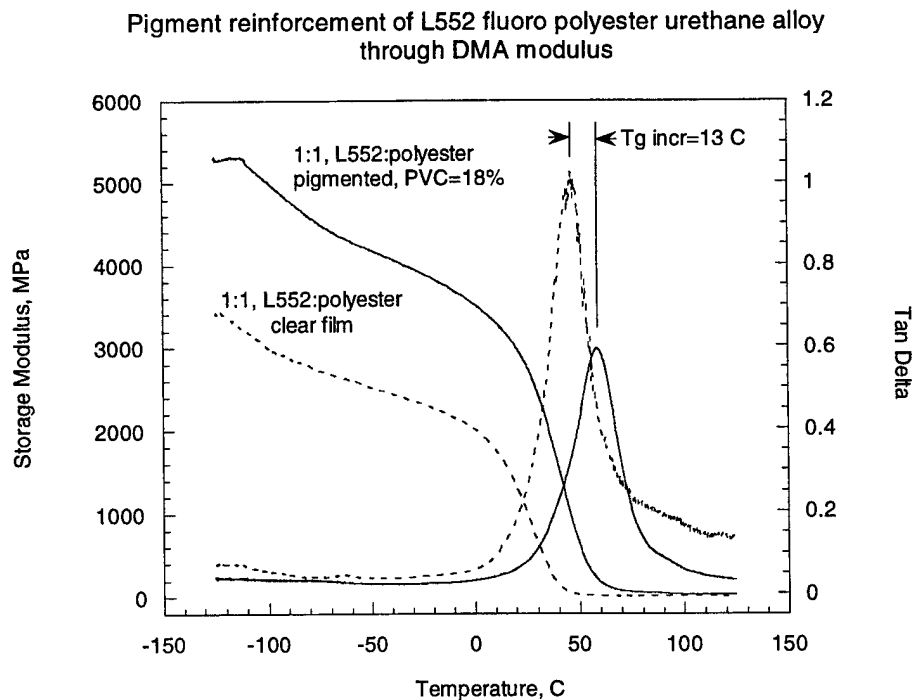 Pigment reinforcement of L552 fluoro polyester urethane alloy
through DMA modulus
6000
5000
4000
3000
2000
1000
0
Storage Modulus, MPa
1.2
1
0.8
0.6
0.4
0.2
0
Tan Delta
Tg incr=13 C
1:1, L552:polyester
pigmented, PVC=18%
1:1, L552:polyester
clear film
-150
-100
-50
0
50
100
150
Temperature, C